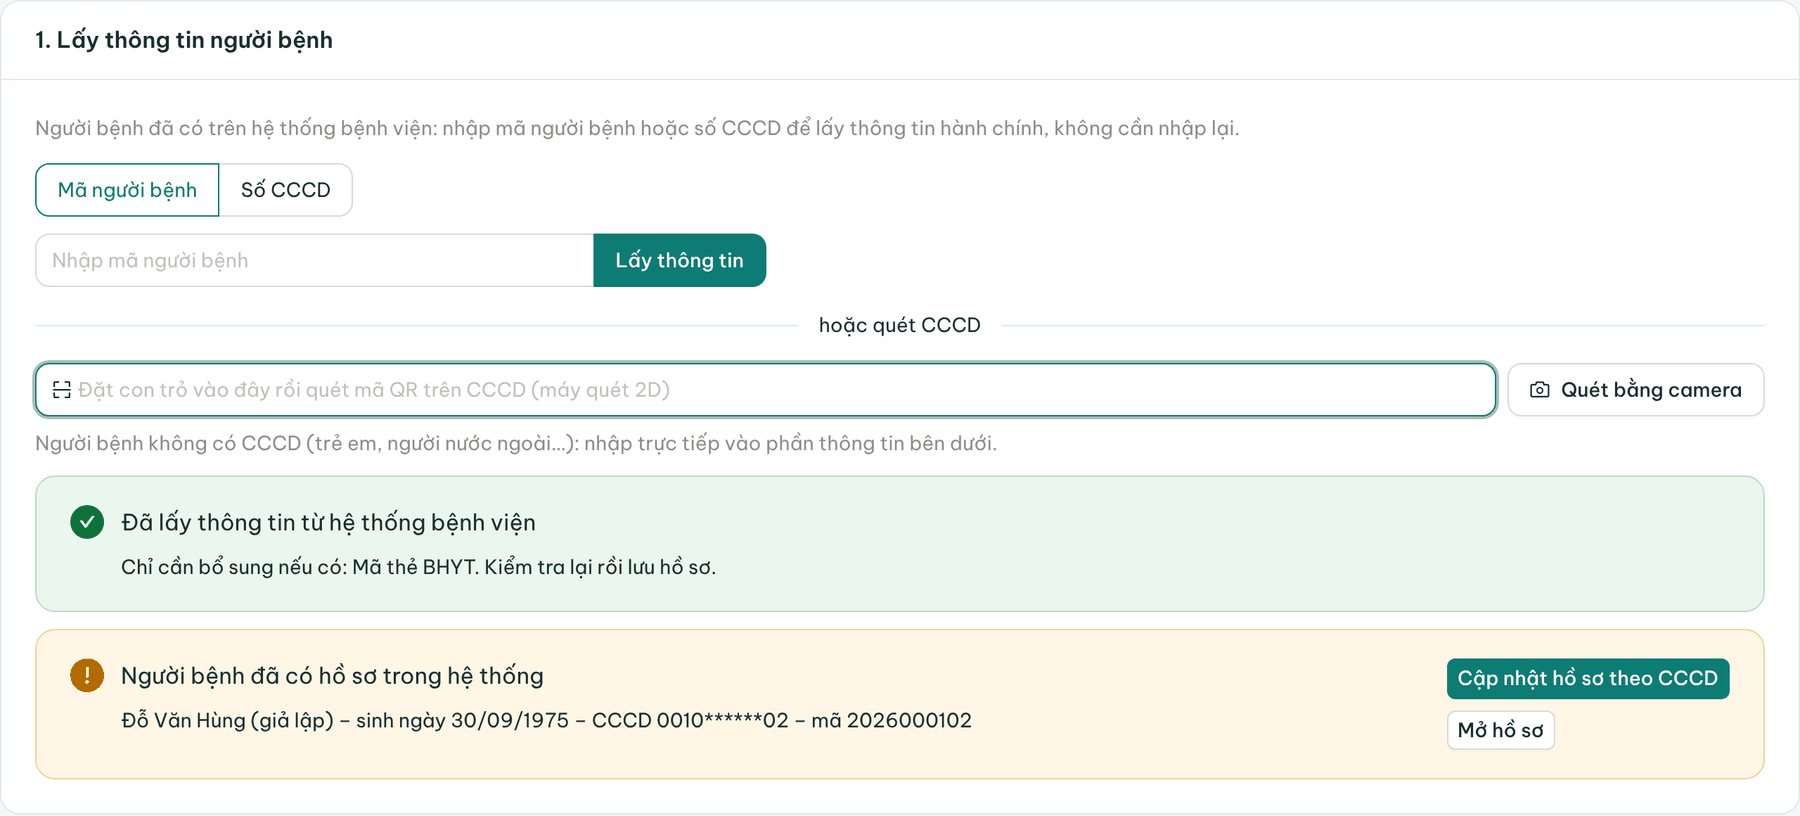 1. Lấy thông tin người bệnh
Người bệnh đã có trên hệ thống bệnh viện: nhập mã người bệnh hoặc số CCCD để lấy thông tin hành chính, không cần nhập lại.
Mã người bệnh
Số CCCD
Nhập mã người bệnh
Lấy thông tin
hoặc quét CCCD
Đặt con trỏ vào đây rồi quét mã QR trên CCCD (máy quét 2D)
Quét bằng camera
Người bệnh không có CCCD (trẻ em, người nước ngoài...): nhập trực tiếp vào phần thông tin bên dưới.
Đã lấy thông tin từ hệ thống bệnh viện
Chỉ cần bổ sung nếu có: Mã thẻ BHYT. Kiểm tra lại rồi lưu hồ sơ.
Người bệnh đã có hồ sơ trong hệ thống
Cập nhật hồ sơ theo CCCD
Đỗ Văn Hùng (giả lập) – sinh ngày 30/09/1975 – CCCD 0010******02 – mã 2026000102
Mở hồ sơ